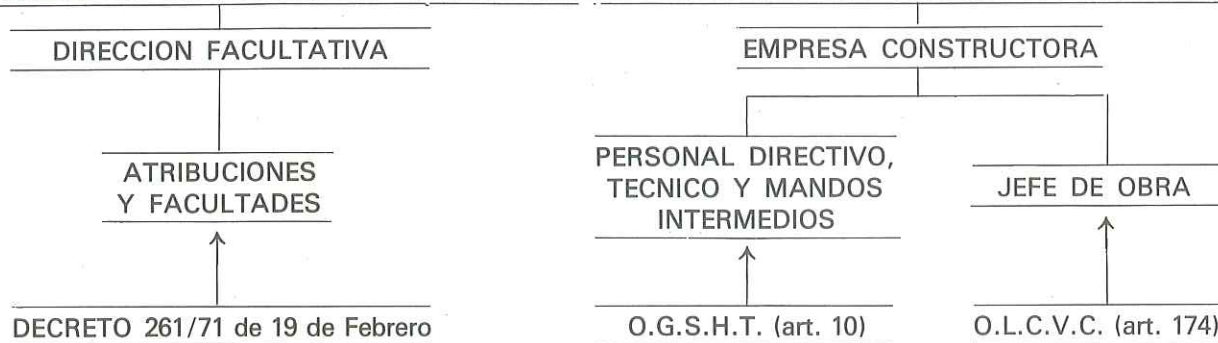 DIRECCION FACULTATIVA
EMPRESA CONSTRUCTORA
ATRIBUCIONES
Y FACULTADES
PERSONAL DIRECTIVO,
TECNICO Y MANDOS
INTERMEDIOS
JEFE DE OBRA
DECRETO 261/71 de 19 de Febrero
O.G.S.H.T. (art. 10)
O.L.C.V.C. (art. 174)